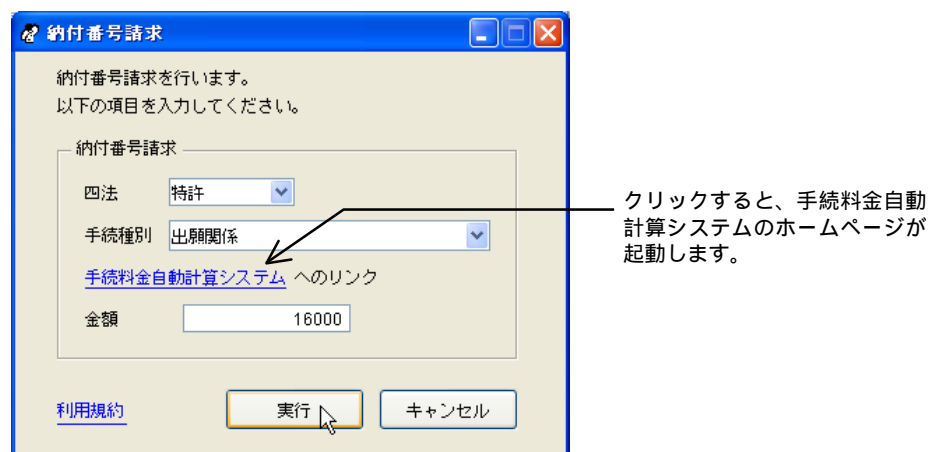 納付番号請求
納付番号請求を行います。
以下の項目を入力してください。
納付番号請求
四法 特許
手続種別 出願関係
手続料金自動計算システム へのリンク
金額 16000
利用規約 実行 キャンセル
クリックすると、手続料金自動
計算システムのホームページが
起動します。